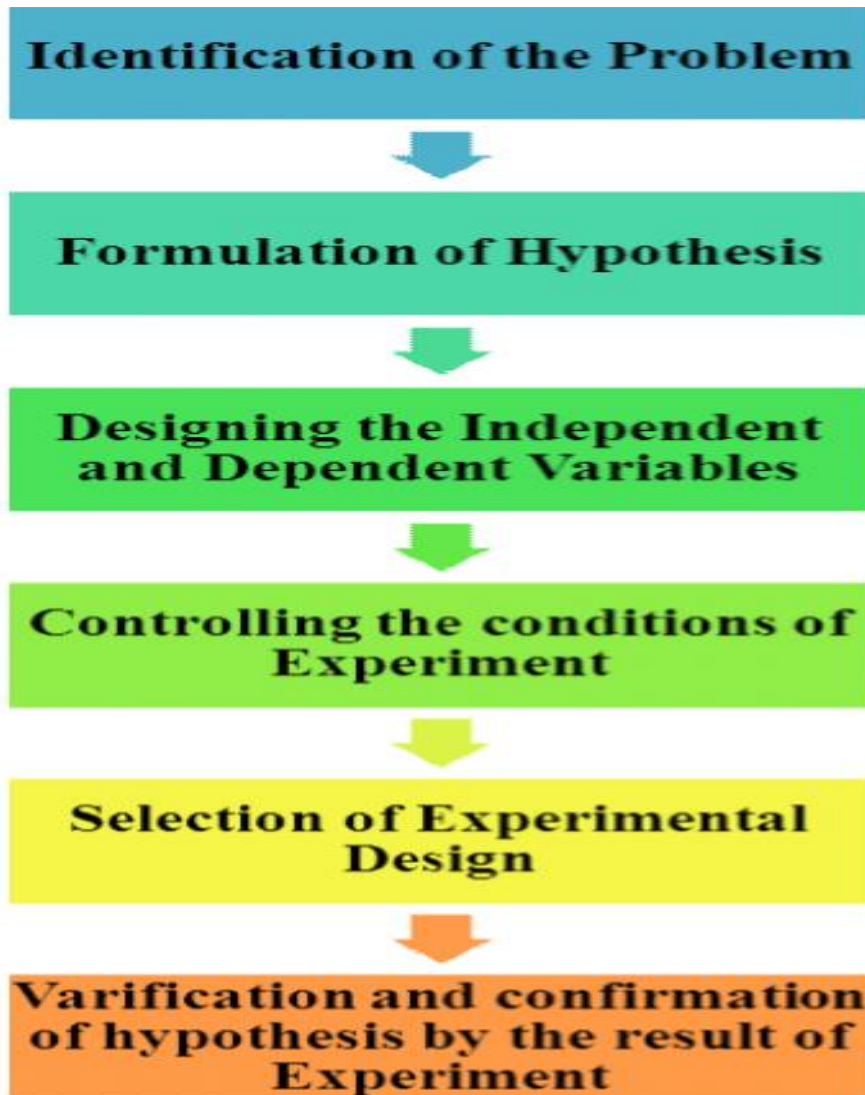 Identification of the Problem
Formulation of Hypothesis
Designing the Independent
and Dependent Variables
Controlling the conditions of
Experiment
Selection of Experimental
Design
Varification and confirmation
of hypothesis by the result of
Experiment